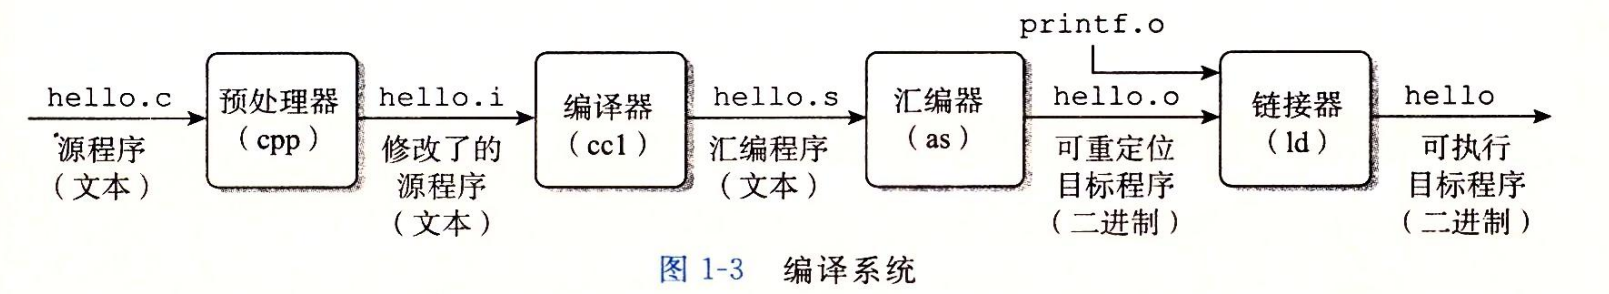 printf.o
hello.c
预处理器
(cpp)
hello.i
编译器
(cc1)
hello.s
汇编器
(as)
hello.o
链接器
(ld)
hello
源程序
(文本)
修改了的
源程序
(文本)
汇编程序
(文本)
可重定位
目标程序
(二进制)
可执行
目标程序
(二进制)
图 1-3 编译系统